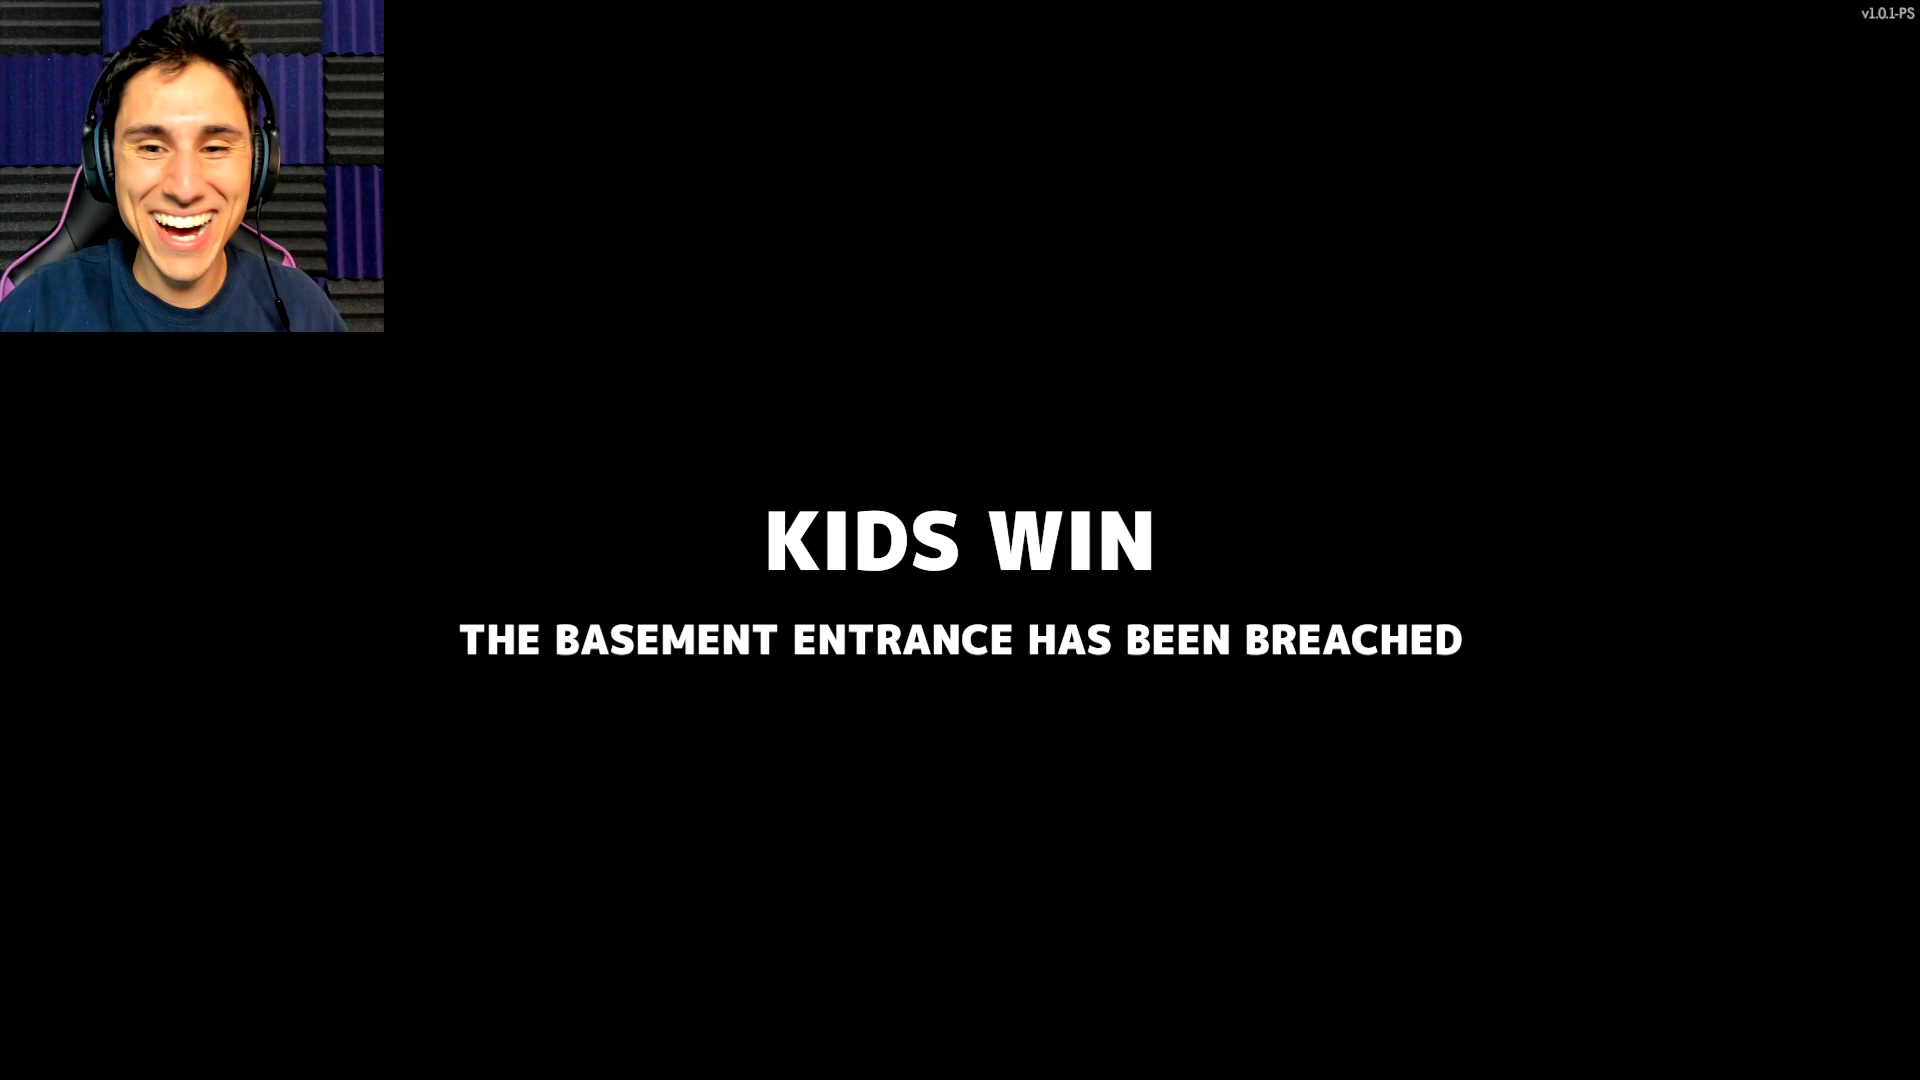 v1.0.1-PS
KIDS WIN
THE BASEMENT ENTRANCE HAS BEEN BREACHED